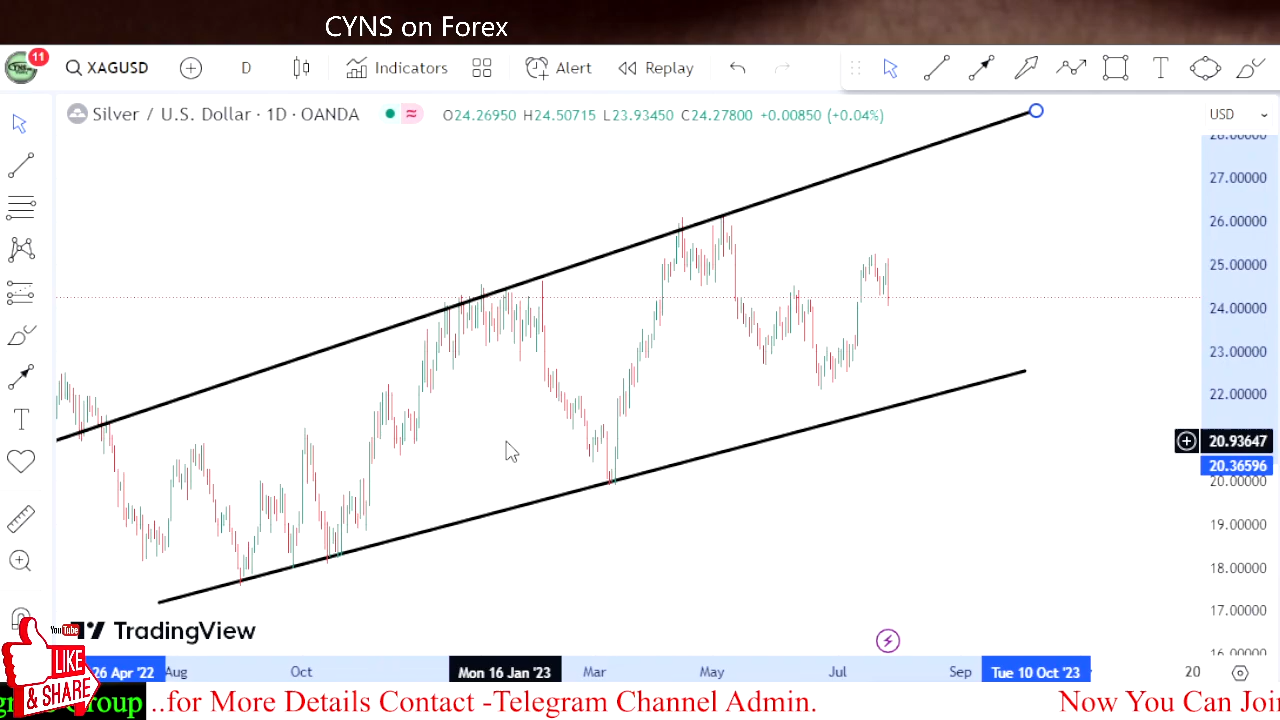 CYNS on Forex
11
XAGUSD
D
Indicators
Alert
Replay
Silver / U.S. Dollar · 1D · OANDA
O24.26950 H24.50715 L23.93450 C24.27800 +0.00850 (+0.04%)
USD
28.00000
27.00000
26.00000
25.00000
24.00000
23.00000
22.00000
20.93647
20.36596
20.00000
19.00000
18.00000
17.00000
16.00000
TradingView
26 Apr '22
Aug
Oct
Mon 16 Jan '23
Mar
May
Jul
Sep
Tue 10 Oct '23
20
YouTube
LIKE
& SHARE
Group ..for More Details Contact -Telegram Channel Admin.
Now You Can Joi